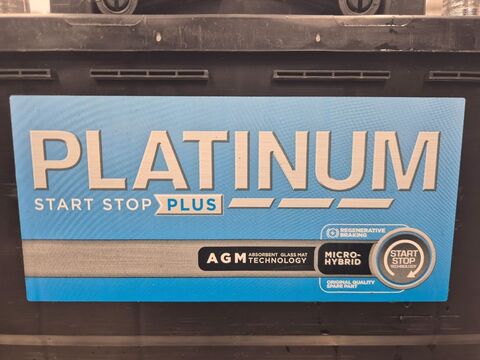 PLATINUM
START STOP PLUS
REGENERATIVE
BRAKING
AGM ABSORBENT GLASS MAT
TECHNOLOGY
MICRO-
HYBRID
START
STOP
TECHNOLOGY
ORIGINAL QUALITY
SPARE PART